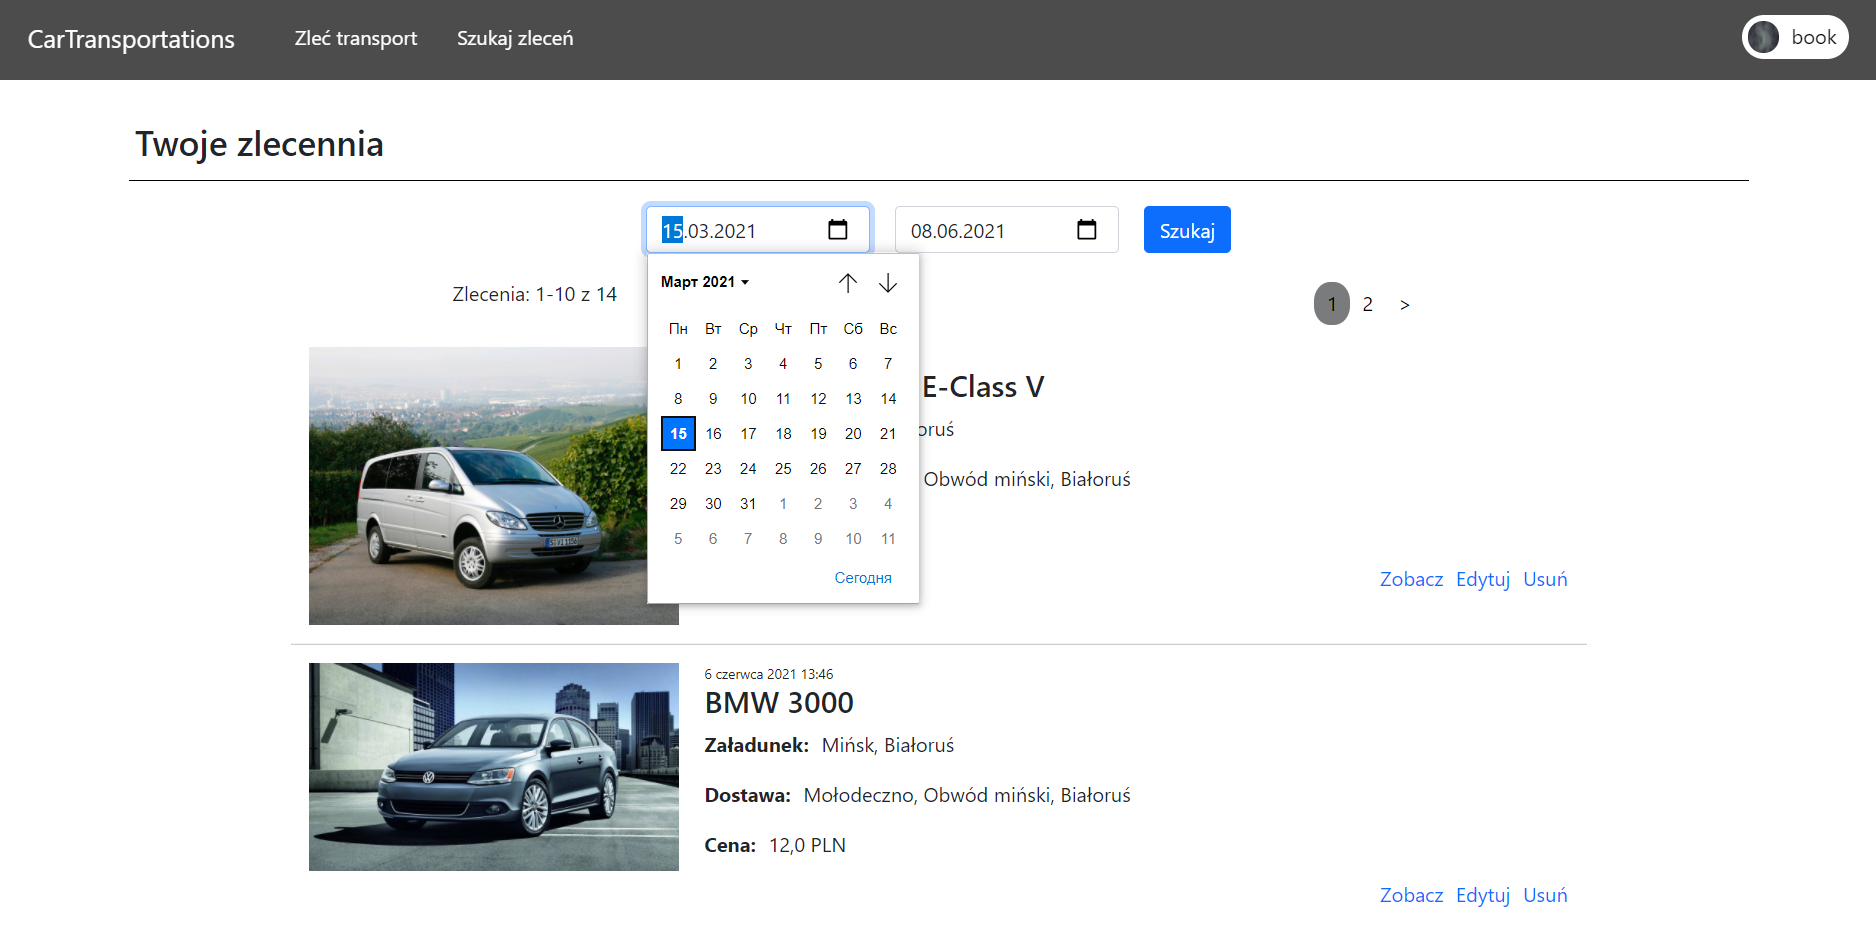 CarTransportations
Zleć transport
Szukaj zleceń
book
Twoje zlecennia
15.03.2021
08.06.2021
Szukaj
Zlecenia: 1-10 z 14
1 2 >
Март 2021
Пн Вт Ср Чт Пт Сб Вс
1 2 3 4 5 6 7
8 9 10 11 12 13 14
15 16 17 18 19 20 21
22 23 24 25 26 27 28
29 30 31 1 2 3 4
5 6 7 8 9 10 11
Сегодня
E-Class V
oruś
Obwód miński, Białoruś
Zobacz Edytuj Usuń
6 czerwca 2021 13:46
BMW 3000
Załadunek: Mińsk, Białoruś
Dostawa: Mołodeczno, Obwód miński, Białoruś
Cena: 12,0 PLN
Zobacz Edytuj Usuń